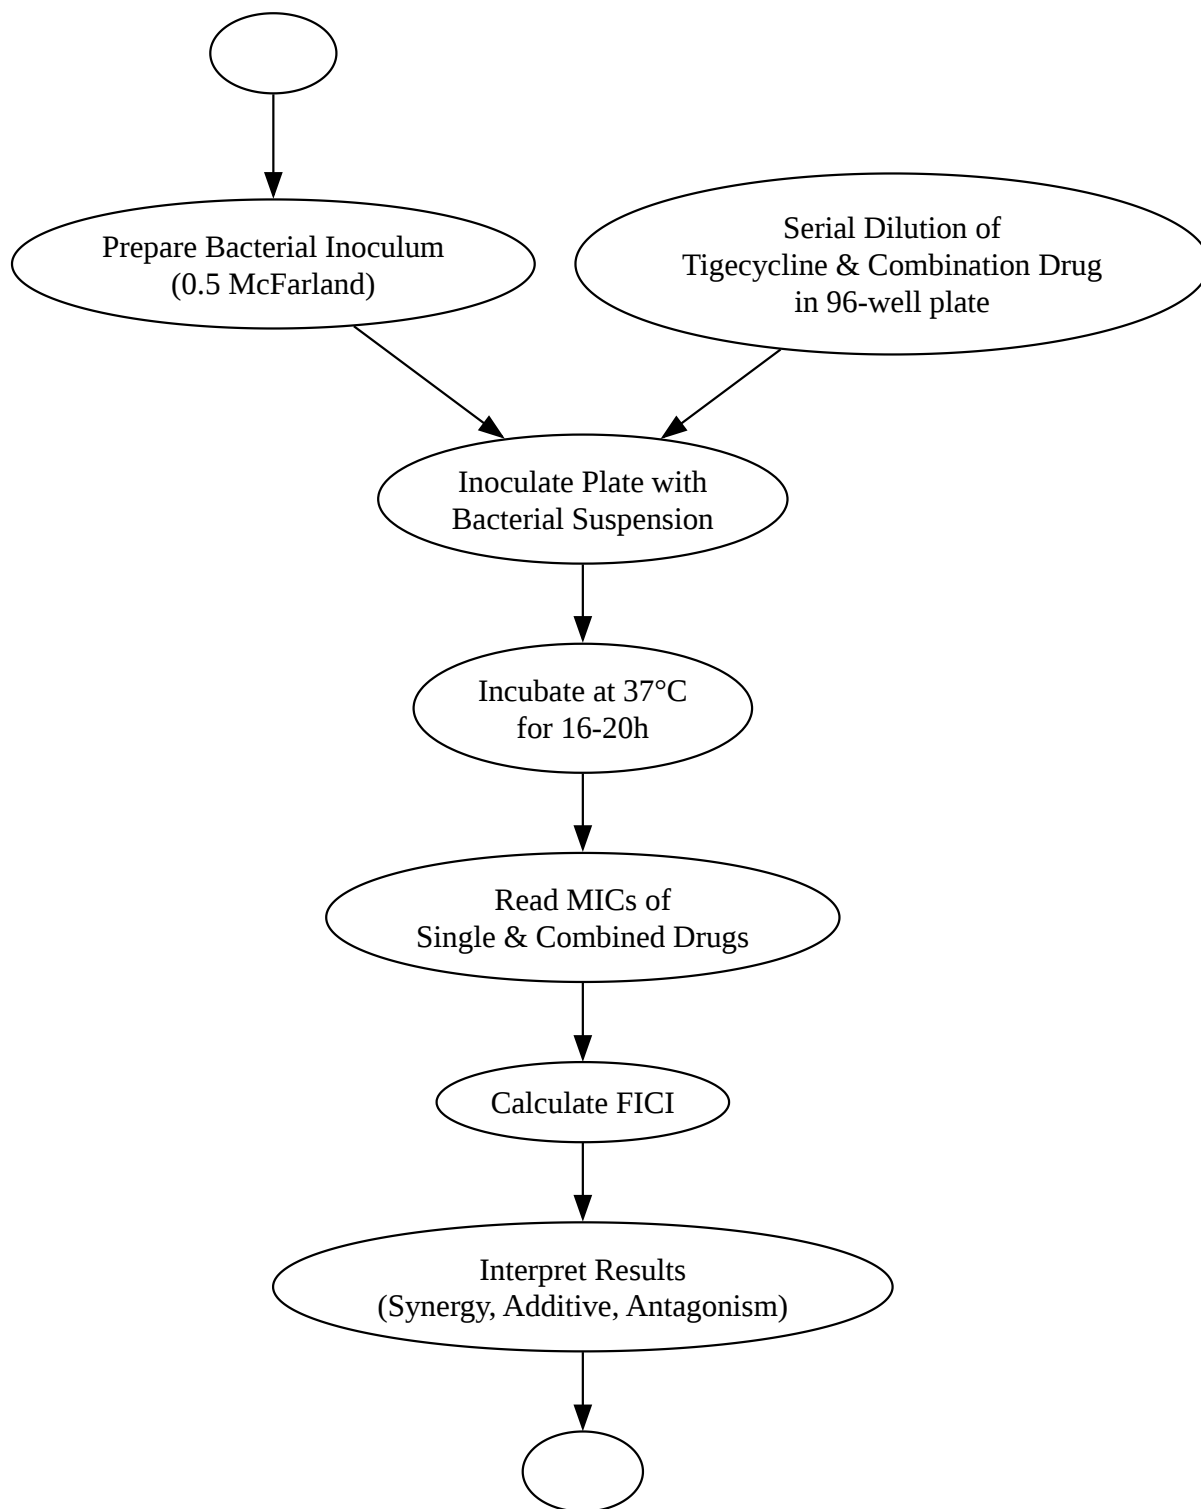 Prepare Bacterial Inoculum
(0.5 McFarland)
Serial Dilution of
Tigecycline & Combination Drug
in 96-well plate
Inoculate Plate with
Bacterial Suspension
Incubate at 37°C
for 16-20h
Read MICs of
Single & Combined Drugs
Calculate FICI
Interpret Results
(Synergy, Additive, Antagonism)